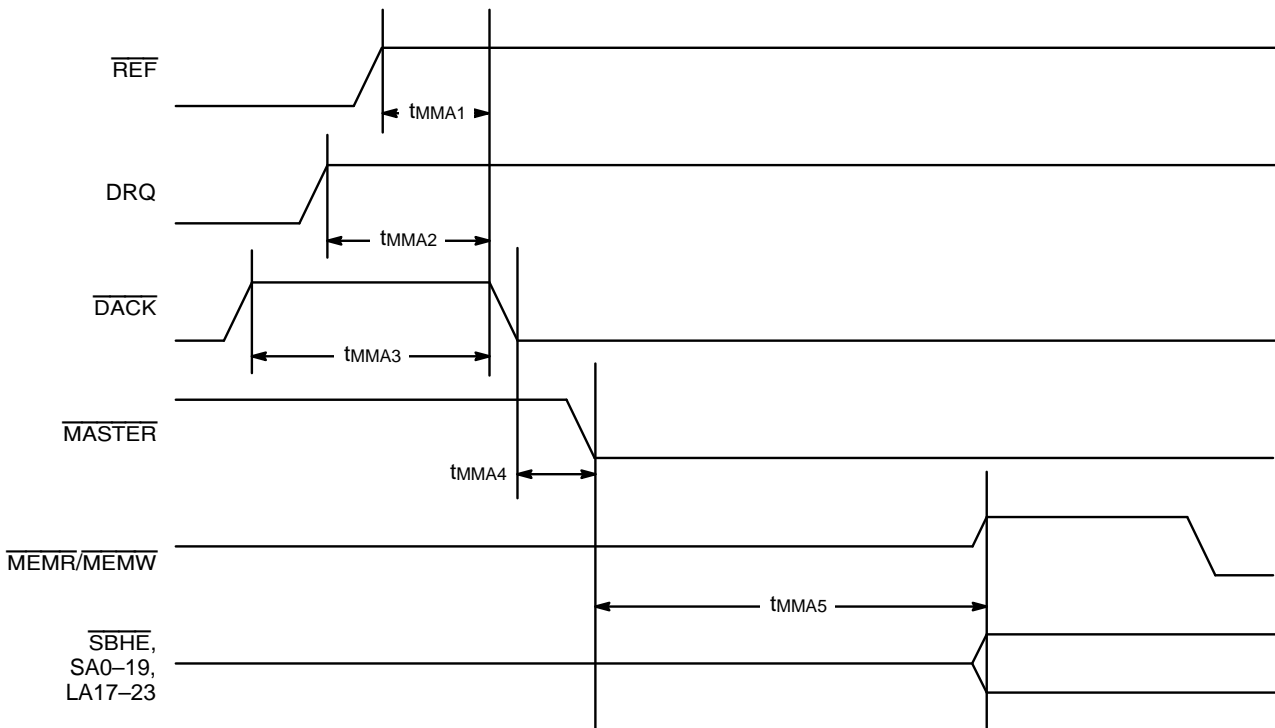 REF
tMMA1
DRQ
tMMA2
DACK
tMMA3
MASTER
tMMA4
MEMR/MEMW
tMMA5
SBHE,
SA0–19,
LA17–23